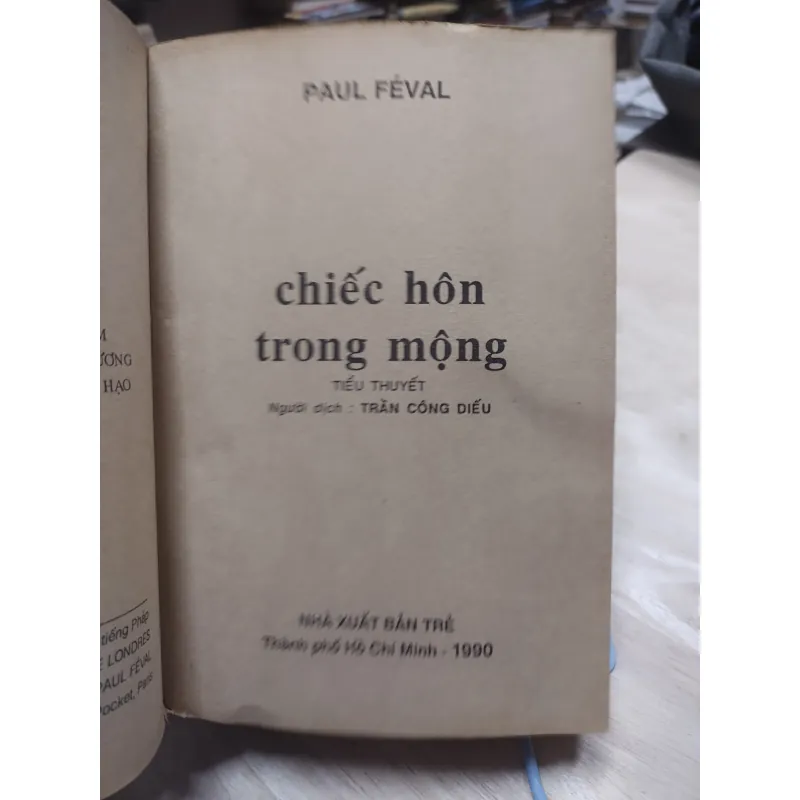 ƯƠNG
HẠO
tiếng Pháp
E LONDRES
PAUL FÉVAL
Pocket, Paris
PAUL FÉVAL
chiếc hôn
trong mộng
TIỂU THUYẾT
Người dịch : TRẦN CÔNG DIẾU
NHÀ XUẤT BẢN TRẺ
Thành phố Hồ Chí Minh - 1990